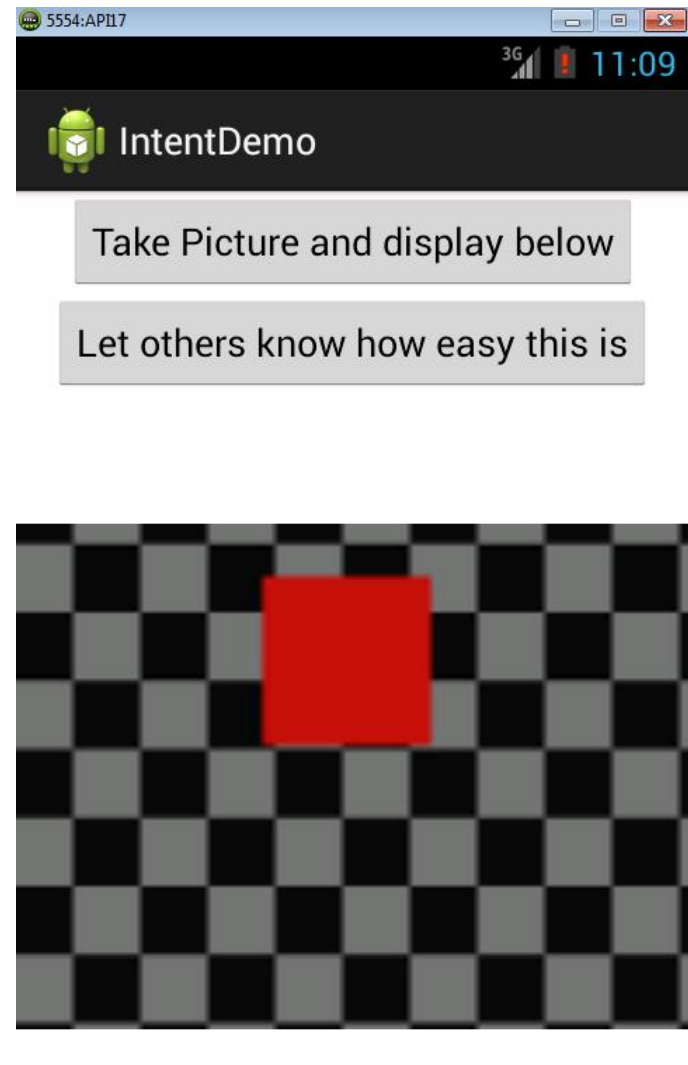 5554:API17
3G 11:09
IntentDemo
Take Picture and display below
Let others know how easy this is